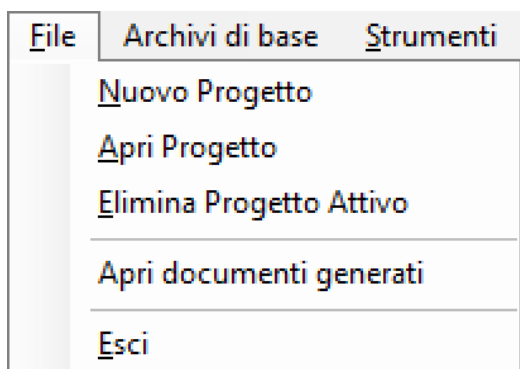 File Archivi di base Strumenti
Nuovo Progetto
Apri Progetto
Elimina Progetto Attivo
Apri documenti generati
Esci